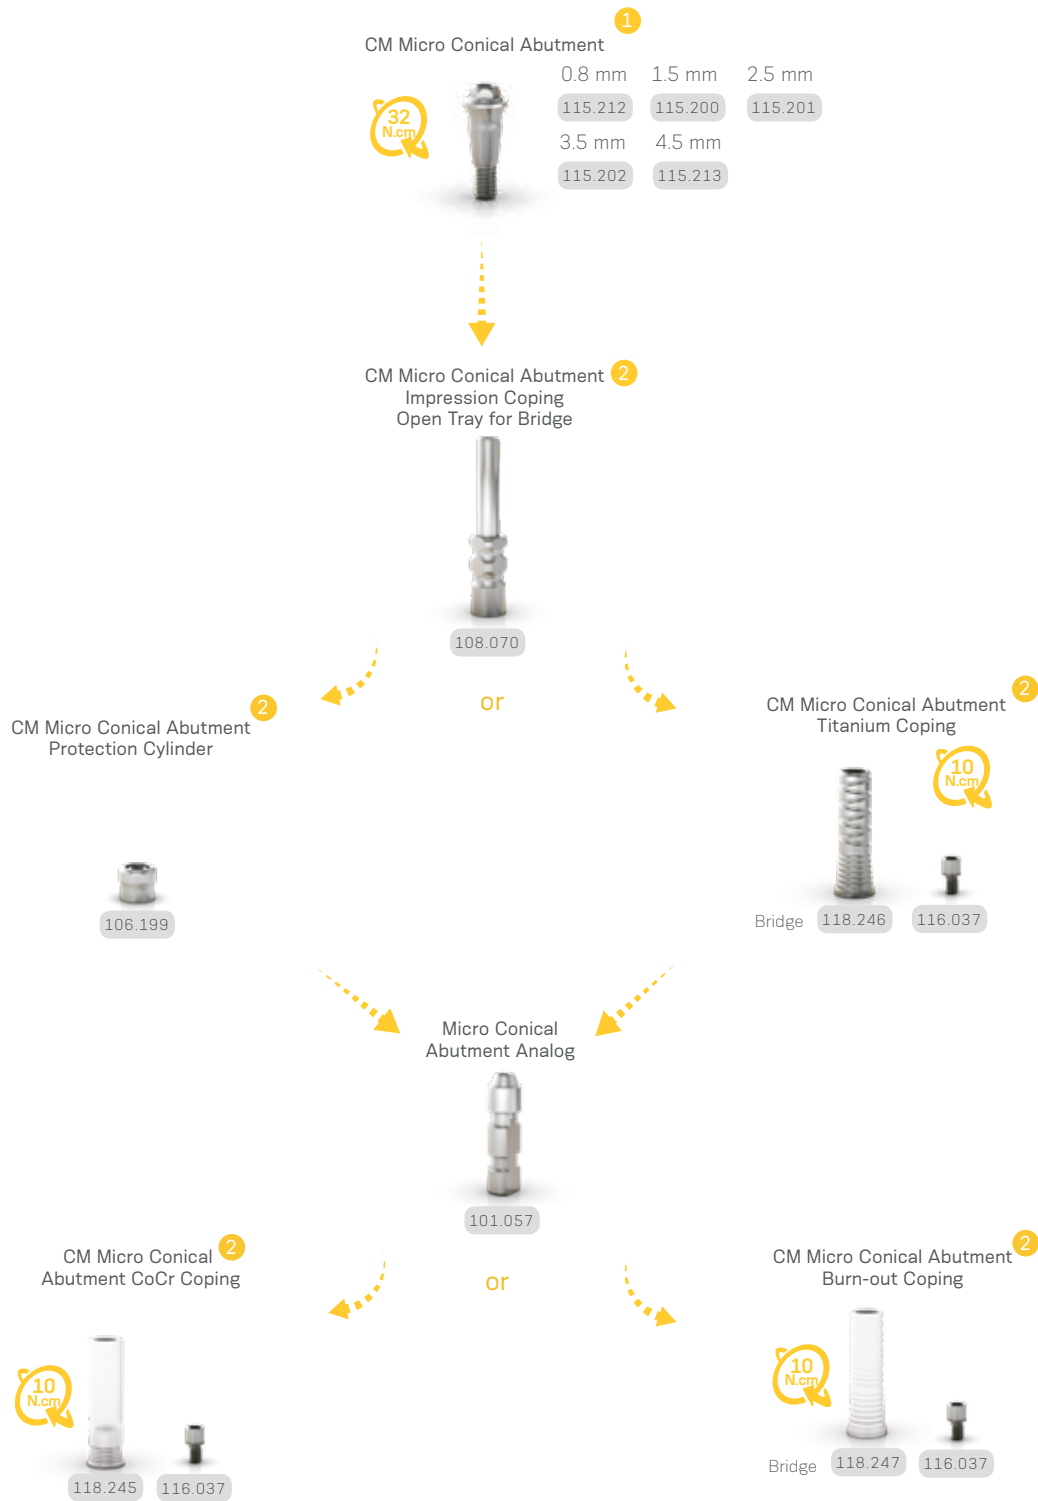 1
CM Micro Conical Abutment
0.8 mm 1.5 mm 2.5 mm
115.212 115.200 115.201
32
N.cm
3.5 mm 4.5 mm
115.202 115.213
CM Micro Conical Abutment 2
Impression Coping
Open Tray for Bridge
108.070
or
CM Micro Conical Abutment 2
Protection Cylinder
106.199
CM Micro Conical Abutment 2
Titanium Coping
10
N.cm
Bridge 118.246 116.037
Micro Conical
Abutment Analog
101.057
or
CM Micro Conical 2
Abutment CoCr Coping
10
N.cm
118.245 116.037
CM Micro Conical Abutment 2
Burn-out Coping
10
N.cm
Bridge 118.247 116.037